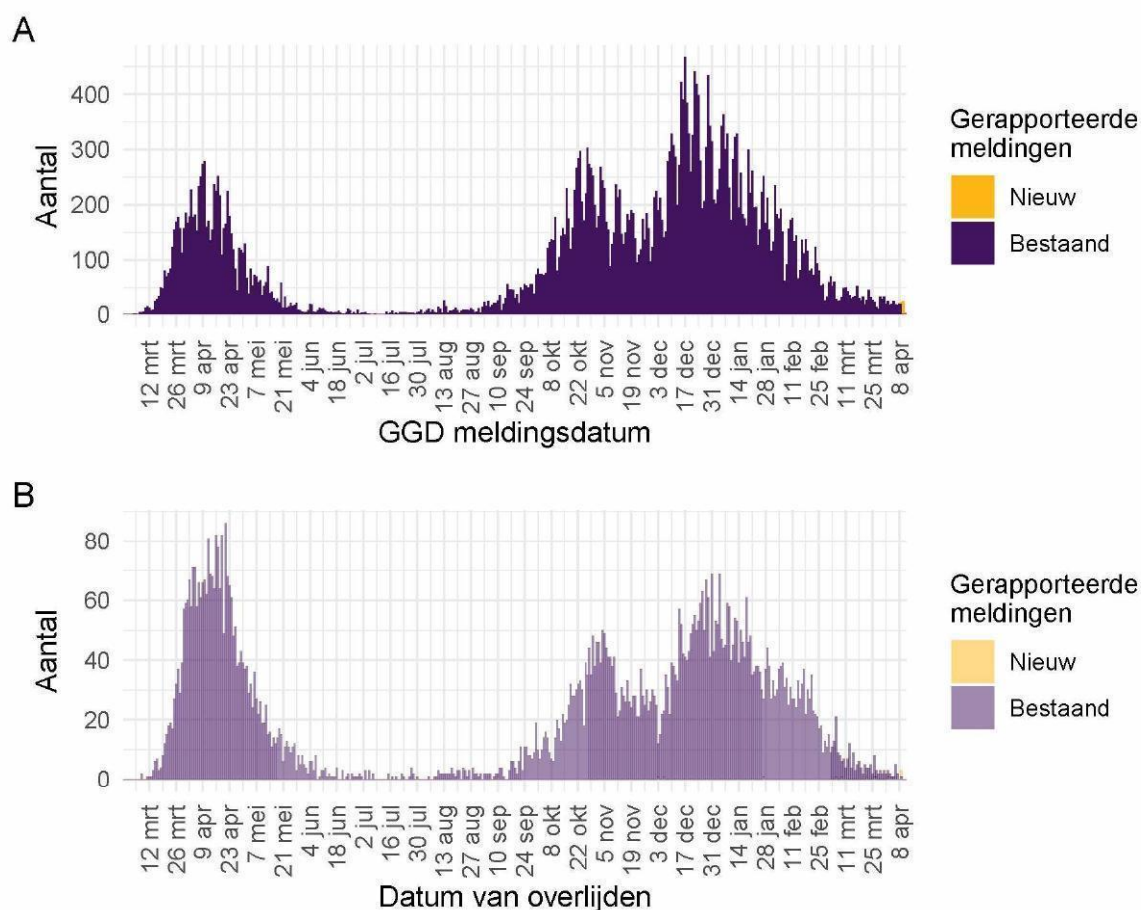 A
Aantal
400
300
200
100
0
12 mrt
26 mrt
9 apr
23 apr
7 mei
21 mei
4 jun
18 jun
2 jul
16 jul
30 jul
13 aug
27 aug
10 sep
24 sep
8 okt
22 okt
5 nov
19 nov
3 dec
17 dec
31 dec
14 jan
28 jan
11 feb
25 feb
11 mrt
25 mrt
8 apr
GGD meldingsdatum
Gerapporteerde
meldingen
Nieuw
Bestaand
B
Aantal
80
60
40
20
0
12 mrt
26 mrt
9 apr
23 apr
7 mei
21 mei
4 jun
18 jun
2 jul
16 jul
30 jul
13 aug
27 aug
10 sep
24 sep
8 okt
22 okt
5 nov
19 nov
3 dec
17 dec
31 dec
14 jan
28 jan
11 feb
25 feb
11 mrt
25 mrt
8 apr
Datum van overlijden
Gerapporteerde
meldingen
Nieuw
Bestaand